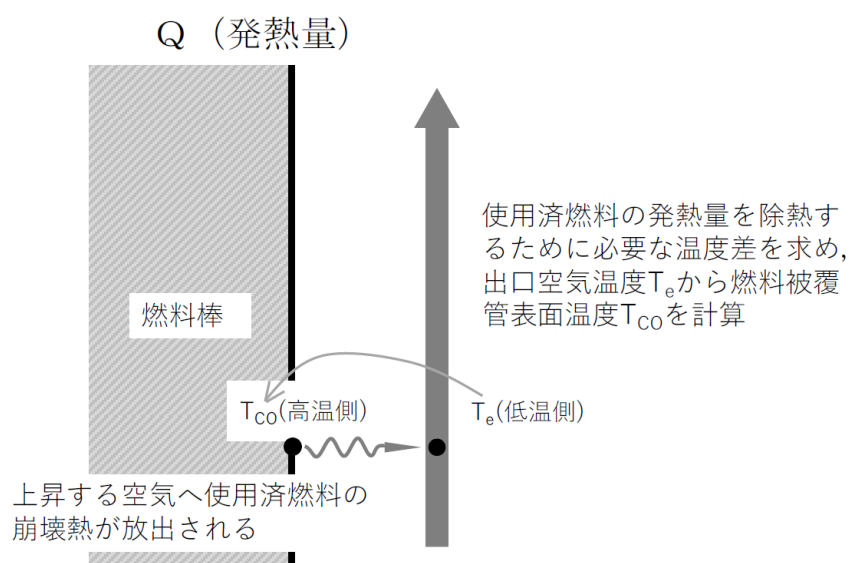 Q (発熱量)
使用済燃料の発熱量を除熱す
るために必要な温度差を求め,
出口空気温度Teから燃料被覆
管表面温度TCOを計算
燃料棒
TCO(高温側)
Te(低温側)
上昇する空気へ使用済燃料の
崩壊熱が放出される